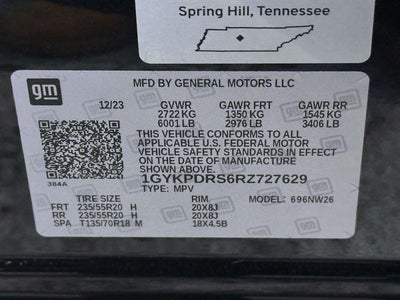 Spring Hill, Tennessee
gm
MFD BY GENERAL MOTORS LLC
12/23 GVWR GAWR FRT GAWR RR
2722 KG 1350 KG 1545 KG
6001 LB 2976 LB 3406 LB
THIS VEHICLE CONFORMS TO ALL
APPLICABLE U.S. FEDERAL MOTOR
VEHICLE SAFETY STANDARDS IN EFFECT
ON THE DATE OF MANUFACTURE
SHOWN ABOVE.
384A 1GYKPDRS6RZ727629
TYPE: MPV
TIRE SIZE RIM MODEL: 696NW26
FRT 235/55R20 H 20X8J
RR 235/55R20 H 20X8J
SPA T135/70R18 M 18X4.5B